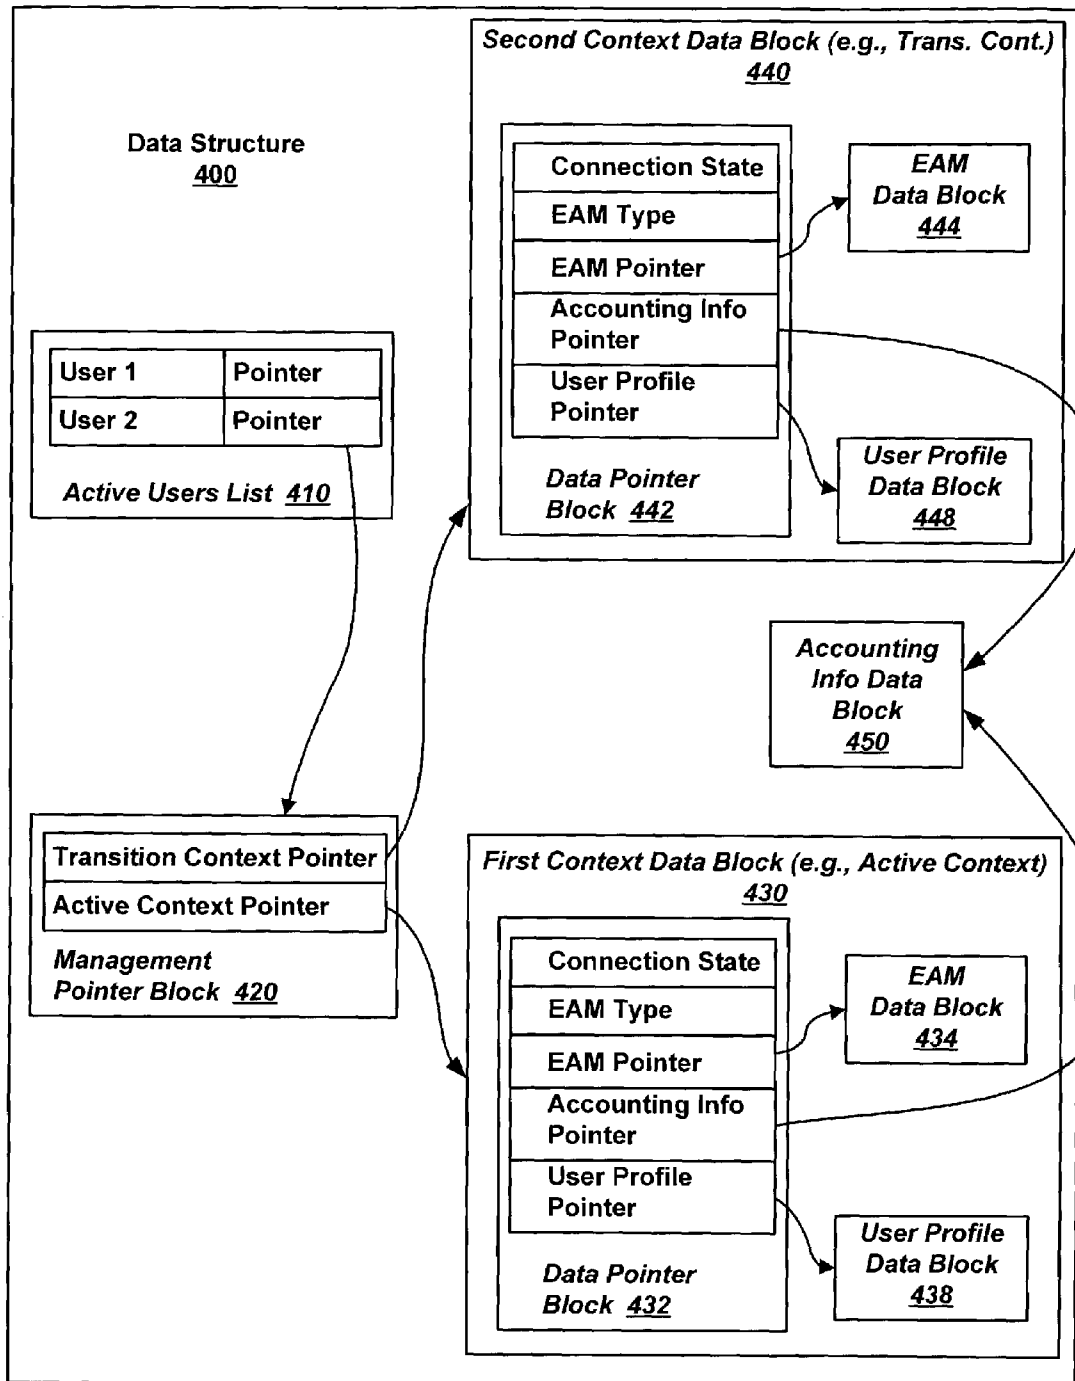 Second Context Data Block (e.g., Trans. Cont.)
440
Data Structure
400
Connection State
EAM Type
EAM Pointer
Accounting Info
Pointer
User Profile
Pointer
Data Pointer
Block 442
EAM
Data Block
444
User Profile
Data Block
448
User 1
Pointer
User 2
Pointer
Active Users List 410
Accounting
Info Data
Block
450
Transition Context Pointer
Active Context Pointer
Management
Pointer Block 420
First Context Data Block (e.g., Active Context)
430
Connection State
EAM Type
EAM Pointer
Accounting Info
Pointer
User Profile
Pointer
Data Pointer
Block 432
EAM
Data Block
434
User Profile
Data Block
438